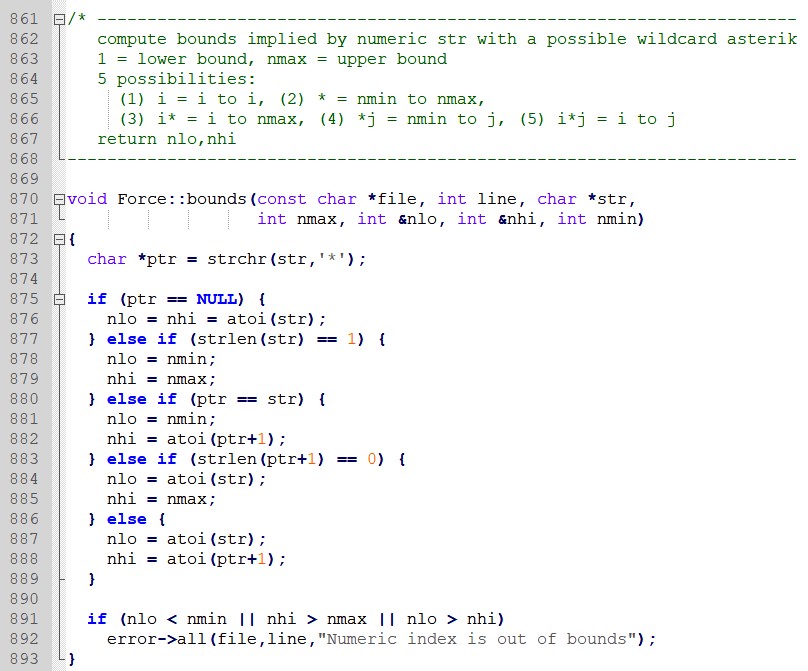 861 /* -----------------------------------------------------------------------
862    compute bounds implied by numeric str with a possible wildcard asterik
863    1 = lower bound, nmax = upper bound
864    5 possibilities:
865      (1) i = i to i, (2) * = nmin to nmax,
866      (3) i* = i to nmax, (4) *j = nmin to j, (5) i*j = i to j
867    return nlo,nhi
868 --------------------------------------------------------------------------
869
870 void Force::bounds(const char *file, int line, char *str,
871                    int nmax, int &nlo, int &nhi, int nmin)
872 {
873   char *ptr = strchr(str,'*');
874
875   if (ptr == NULL) {
876     nlo = nhi = atoi(str);
877   } else if (strlen(str) == 1) {
878     nlo = nmin;
879     nhi = nmax;
880   } else if (ptr == str) {
881     nlo = nmin;
882     nhi = atoi(ptr+1);
883   } else if (strlen(ptr+1) == 0) {
884     nlo = atoi(str);
885     nhi = nmax;
886   } else {
887     nlo = atoi(str);
888     nhi = atoi(ptr+1);
889   }
890
891   if (nlo < nmin || nhi > nmax || nlo > nhi)
892     error->all(file,line,"Numeric index is out of bounds");
893 }